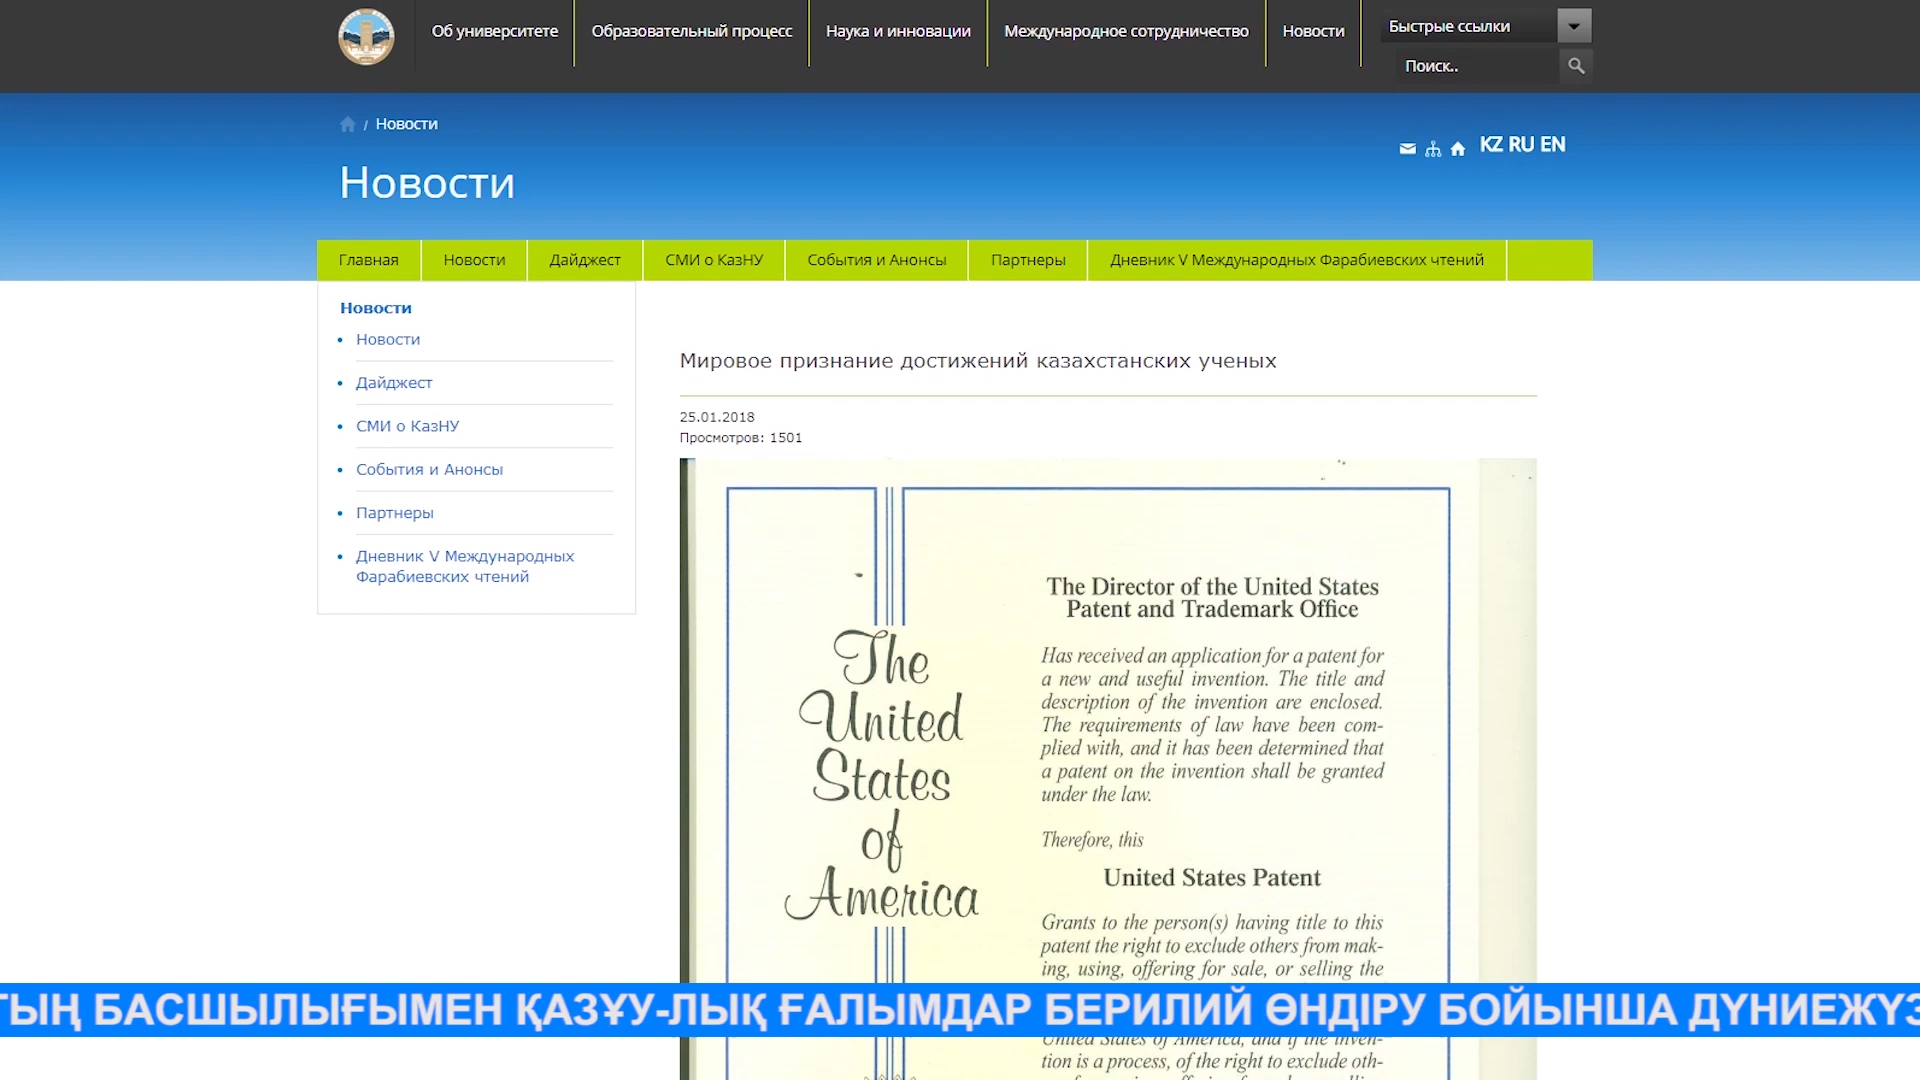 Об университете
Образовательный процесс
Наука и инновации
Международное сотрудничество
Новости
Быстрые ссылки
Поиск..
/ Новости
KZ RU EN
Новости
Главная
Новости
Дайджест
СМИ о КазНУ
События и Анонсы
Партнеры
Дневник V Международных Фарабиевских чтений
Новости
Новости
Дайджест
СМИ о КазНУ
События и Анонсы
Партнеры
Дневник V Международных
Фарабиевских чтений
Мировое признание достижений казахстанских ученых
25.01.2018
Просмотров: 1501
The
United
States
of
America
The Director of the United States
Patent and Trademark Office
Has received an application for a patent for
a new and useful invention. The title and
description of the invention are enclosed.
The requirements of law have been com-
plied with, and it has been determined that
a patent on the invention shall be granted
under the law.
Therefore, this
United States Patent
Grants to the person(s) having title to this
patent the right to exclude others from mak-
ing, using, offering for sale, or selling the
ТЫҢ БАСШЫЛЫҒЫМЕН ҚАЗҰУ-ЛЫҚ ҒАЛЫМДАР БЕРИЛИЙ ӨНДІРУ БОЙЫНША ДҮНИЕЖҮЗ
United States of America, and if the inven-
tion is a process, of the right to exclude oth-